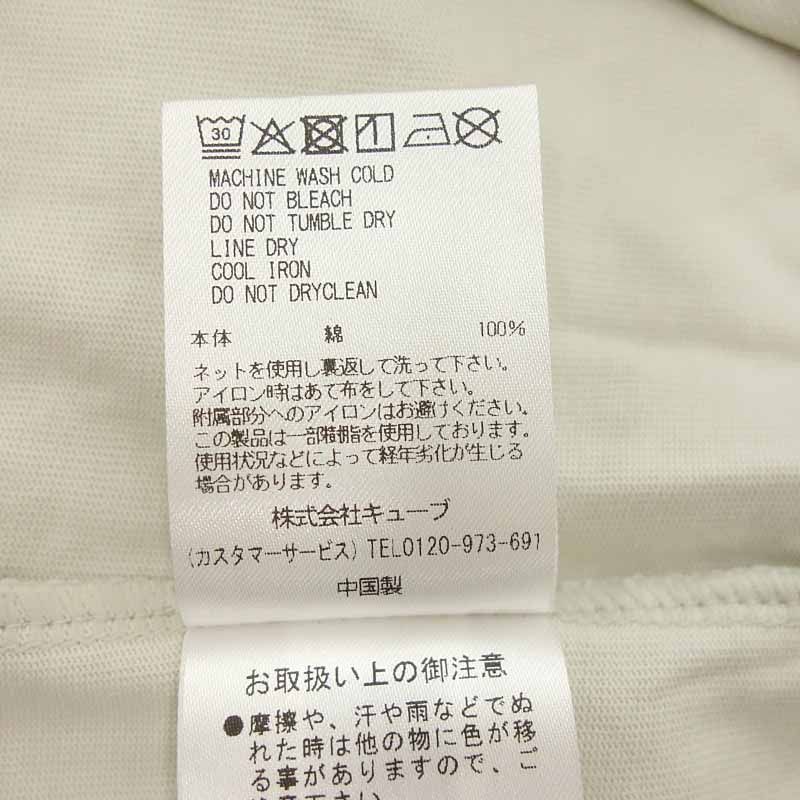 30
MACHINE WASH COLD
DO NOT BLEACH
DO NOT TUMBLE DRY
LINE DRY
COOL IRON
DO NOT DRYCLEAN
本体 綿 100%
ネットを使用し裏返して洗って下さい。
アイロン時はあて布をして下さい。
附属部分へのアイロンはお避けください。
この製品は一部樹脂を使用しております。
使用状況などによって経年劣化が生じる
場合があります。
株式会社キューブ
(カスタマーサービス) TEL0120-973-691
中国製
お取扱い上の御注意
●摩擦や、汗や雨などでぬ
れた時は他の物に色が移
る事がありますので、ご